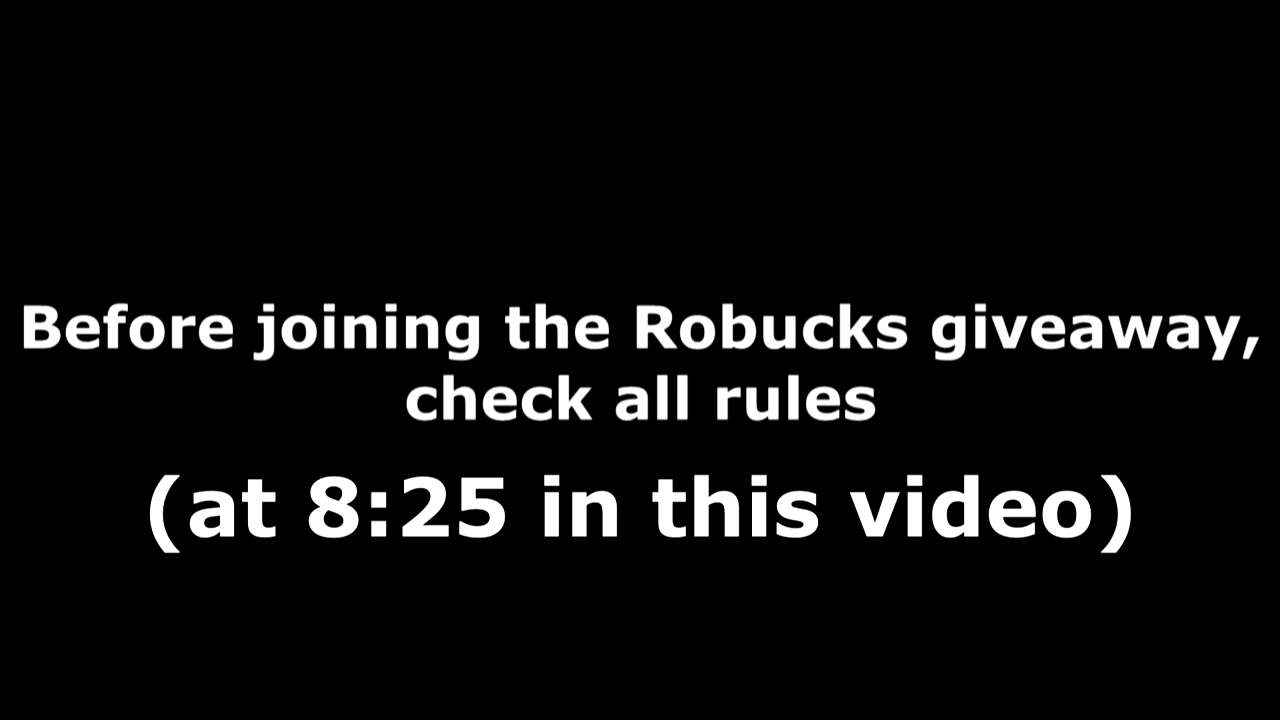 Before joining the Robucks giveaway,
check all rules
(at 8:25 in this video)